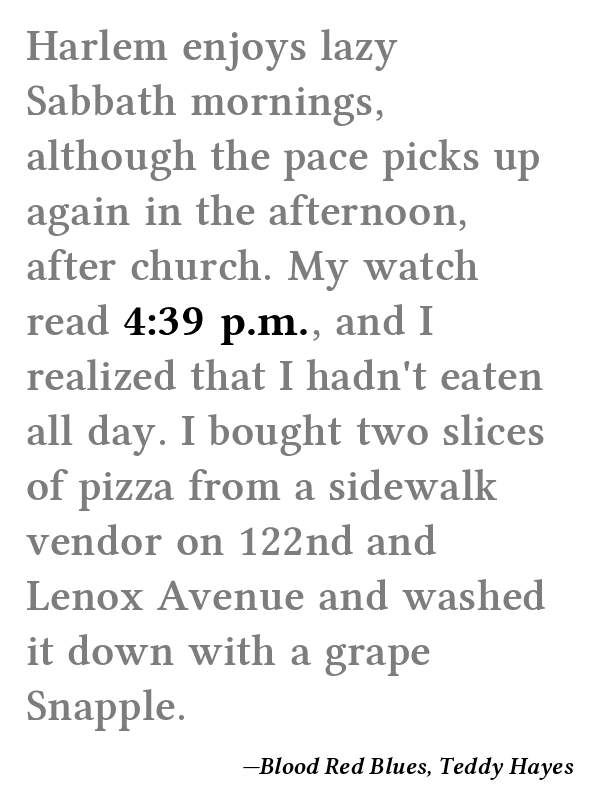 Harlem enjoys lazy
Sabbath mornings,
although the pace picks up
again in the afternoon,
after church. My watch
read 4:39 p.m., and I
realized that I hadn't eaten
all day. I bought two slices
of pizza from a sidewalk
vendor on 122nd and
Lenox Avenue and washed
it down with a grape
Snapple.
—Blood Red Blues, Teddy Hayes